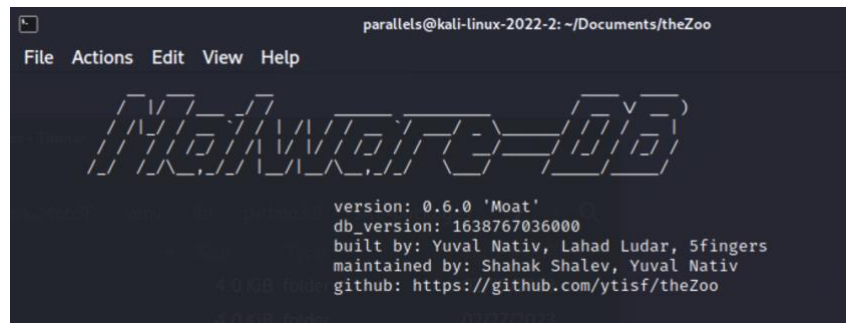 parallels@kali-linux-2022-2: ~/Documents/theZoo
File Actions Edit View Help
Malware-DB
version: 0.6.0 'Moat'
db_version: 1638767036000
built by: Yuval Nativ, Lahad Ludar, 5fingers
maintained by: Shahak Shalev, Yuval Nativ
github: https://github.com/ytisf/theZoo